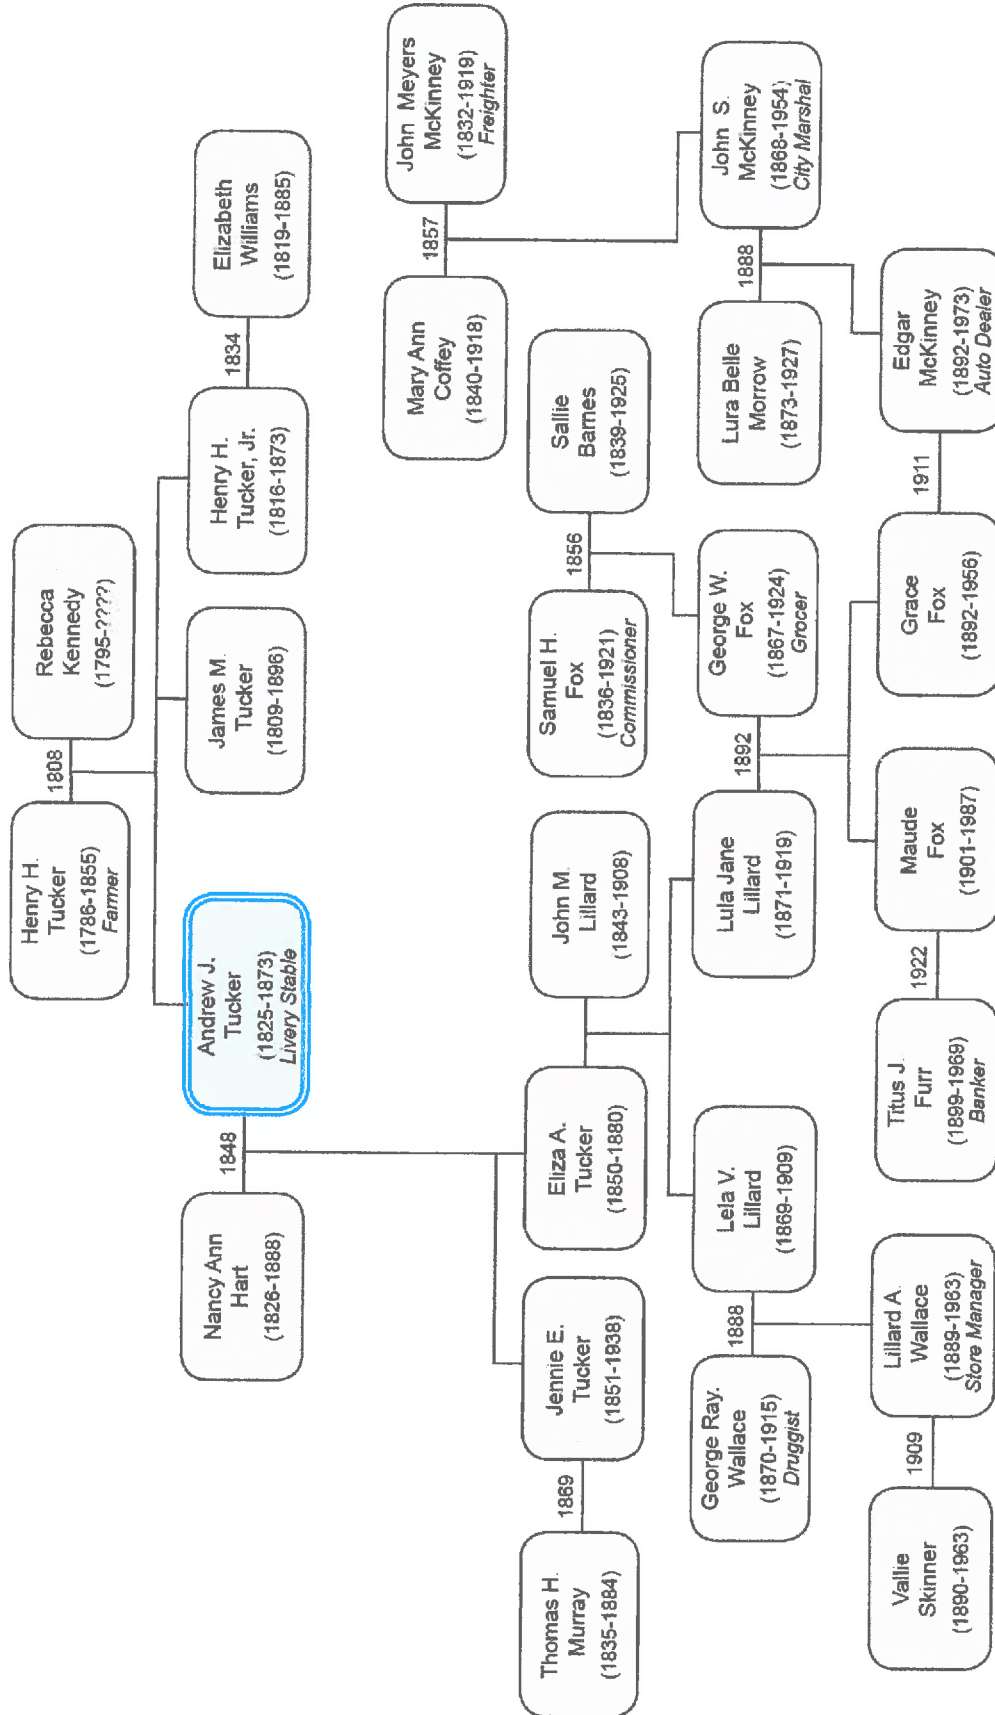 Henry H.
Tucker
(1786-1855)
Farmer
1808
Rebecca
Kennedy
(1795-????)
Andrew J.
Tucker
(1825-1873)
Livery Stable
James M.
Tucker
(1809-1896)
Henry H.
Tucker, Jr.
(1816-1873)
1834
Elizabeth
Williams
(1819-1885)
Nancy Ann
Hart
(1826-1888)
1848
Mary Ann
Coffey
(1840-1918)
1857
John Meyers
McKinney
(1832-1919)
Freighter
Thomas H.
Murray
(1835-1884)
1869
Jennie E.
Tucker
(1851-1938)
Eliza A.
Tucker
(1850-1880)
John M.
Lillard
(1843-1908)
Samuel H.
Fox
(1836-1921)
Commissioner
1856
Sallie
Barnes
(1839-1925)
George Ray.
Wallace
(1870-1915)
Druggist
1888
Lela V.
Lillard
(1869-1909)
Lula Jane
Lillard
(1871-1919)
1892
George W.
Fox
(1867-1924)
Grocer
Lura Belle
Morrow
(1873-1927)
1888
John S.
McKinney
(1868-1954)
City Marshal
Vallie
Skinner
(1890-1963)
1909
Lillard A.
Wallace
(1889-1963)
Store Manager
Titus J.
Furr
(1899-1969)
Banker
1922
Maude
Fox
(1901-1987)
Grace
Fox
(1892-1956)
1911
Edgar
McKinney
(1892-1973)
Auto Dealer